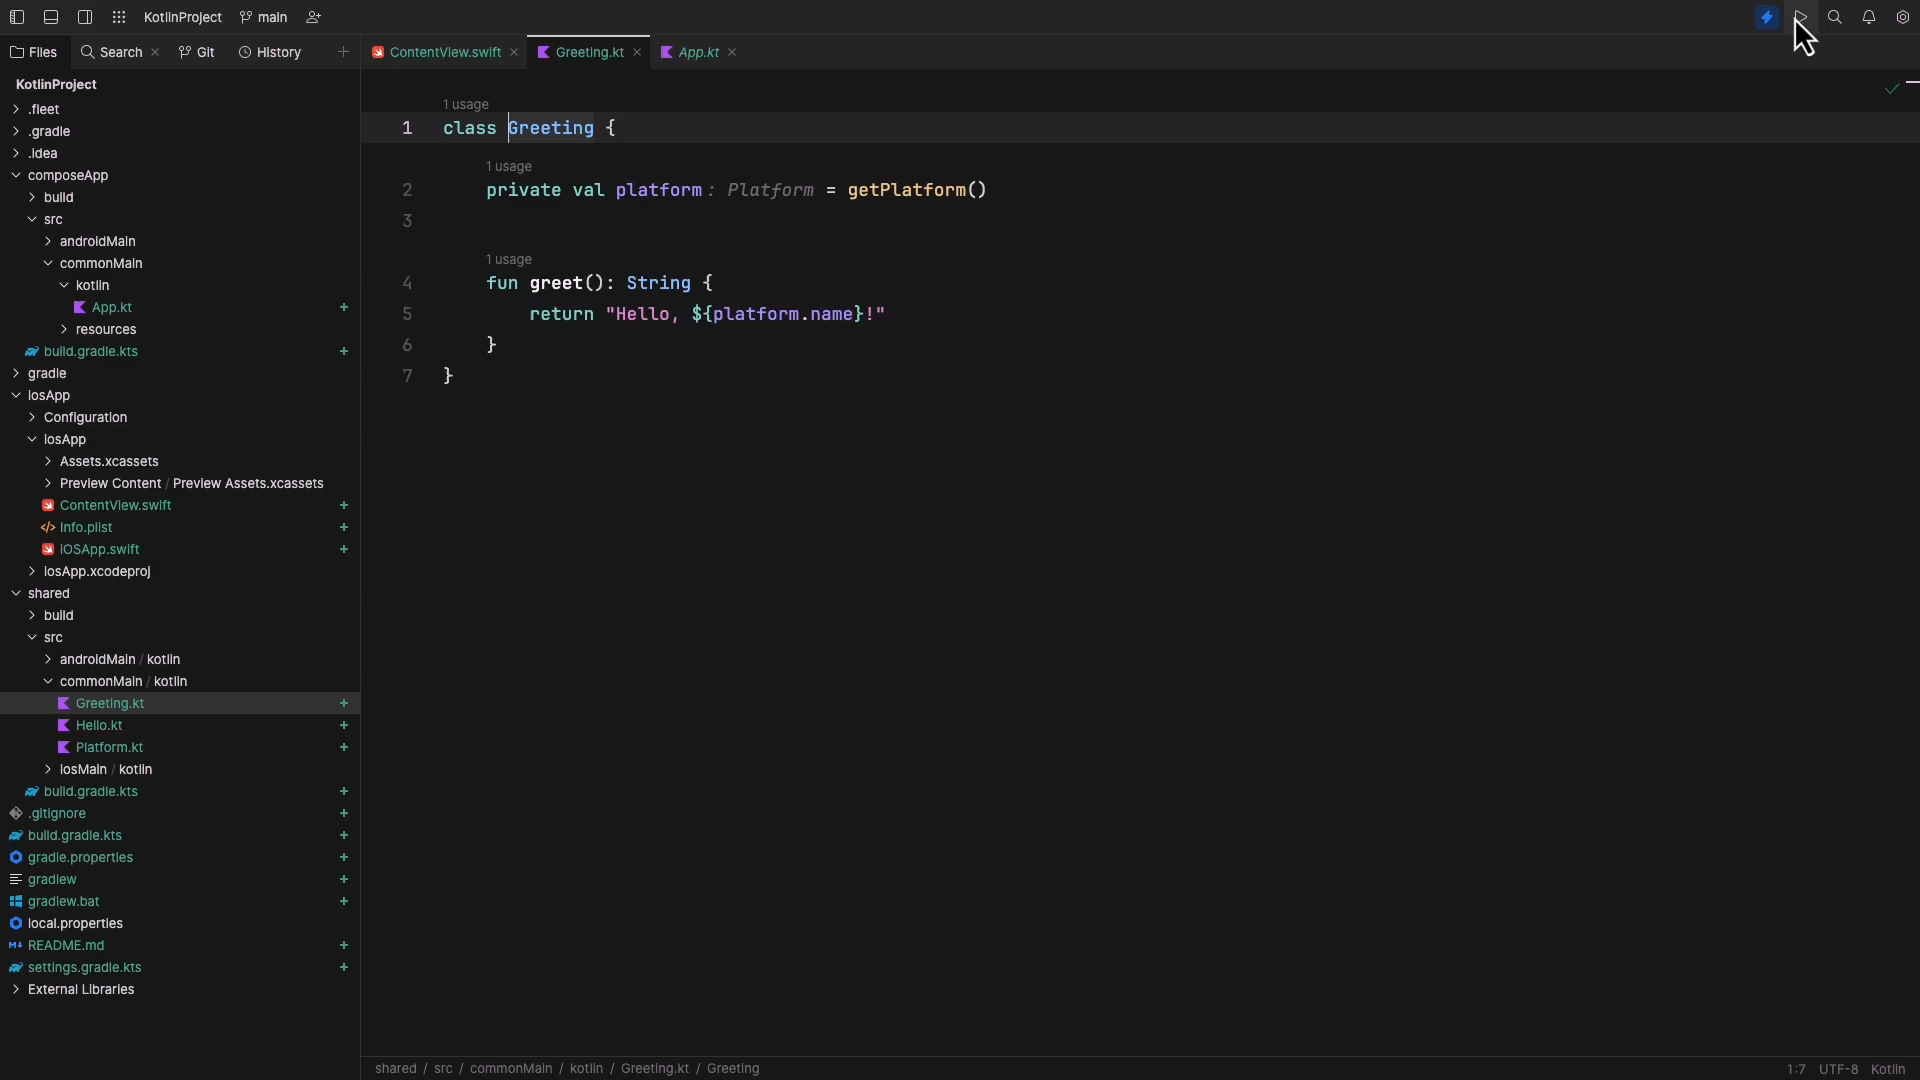 KotlinProject main
Files Search Git History
ContentView.swift Greeting.kt App.kt
KotlinProject
.fleet
.gradle
.idea
composeApp
build
src
androidMain
commonMain
kotlin
App.kt +
resources
build.gradle.kts +
gradle
iosApp
Configuration
iosApp
Assets.xcassets
Preview Content / Preview Assets.xcassets
ContentView.swift +
</> Info.plist +
iOSApp.swift +
iosApp.xcodeproj
shared
build
src
androidMain / kotlin
commonMain / kotlin
Greeting.kt +
Hello.kt +
Platform.kt +
iosMain / kotlin
build.gradle.kts +
.gitignore +
build.gradle.kts +
gradle.properties +
gradlew +
gradlew.bat +
local.properties
M↓ README.md +
settings.gradle.kts +
External Libraries
1 usage
1 class Greeting {
1 usage
2 private val platform: Platform = getPlatform()
3
1 usage
4 fun greet(): String {
5 return "Hello, ${platform.name}!"
6 }
7 }
shared / src / commonMain / kotlin / Greeting.kt / Greeting
1:7 UTF-8 Kotlin